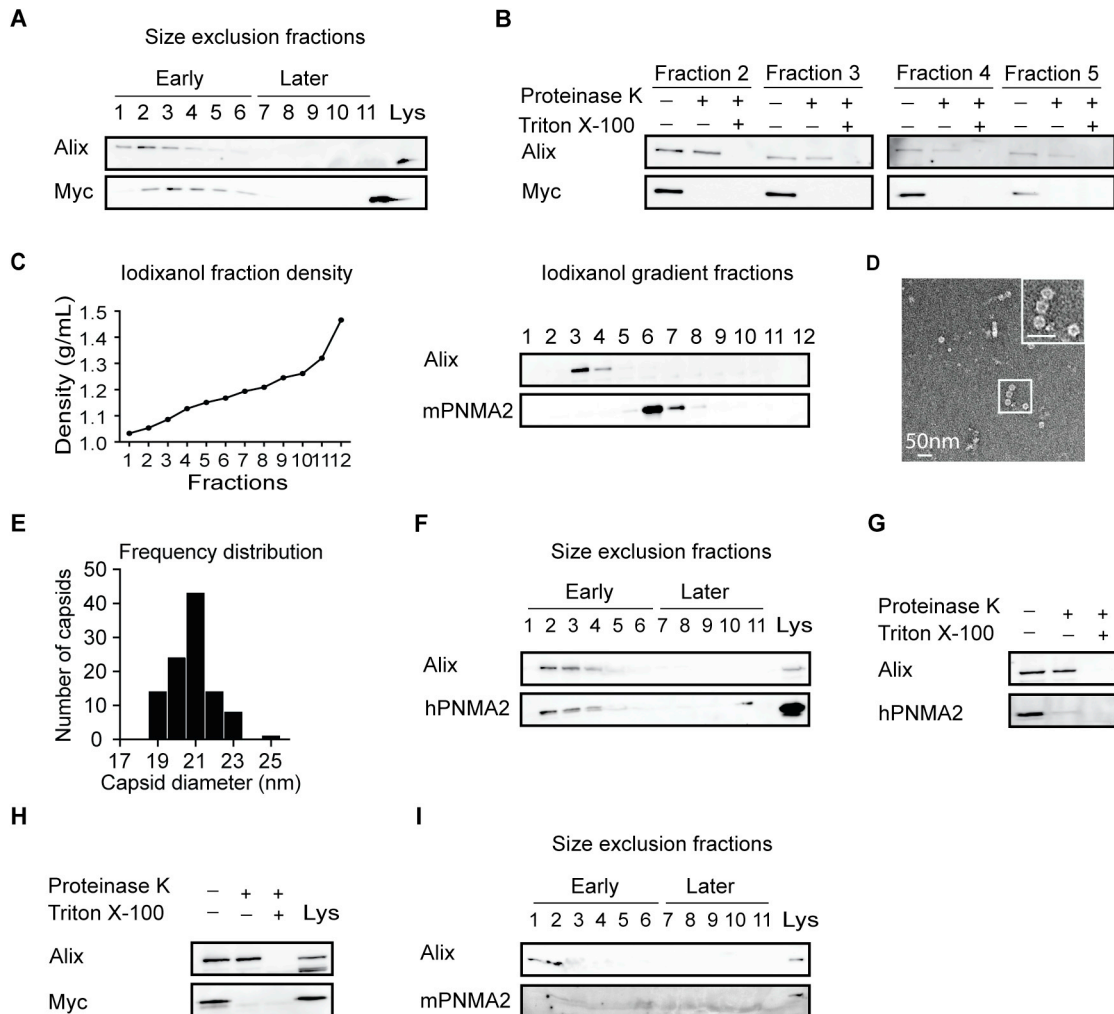 A
Size exclusion fractions
Early Later
1 2 3 4 5 6 7 8 9 10 11 Lys
Alix
Myc
B
Fraction 2 Fraction 3 Fraction 4 Fraction 5
Proteinase K – + + – + + – + + – + +
Triton X-100 – – + – – + – – + – – +
Alix
Myc
C
Iodixanol fraction density
Density (g/mL)
1.5
1.4
1.3
1.2
1.1
1.0
1 2 3 4 5 6 7 8 9 10 11 12
Fractions
Iodixanol gradient fractions
1 2 3 4 5 6 7 8 9 10 11 12
Alix
mPNMA2
D
50nm
E
Frequency distribution
Number of capsids
50
40
30
20
10
0
17 19 21 23 25
Capsid diameter (nm)
F
Size exclusion fractions
Early Later
1 2 3 4 5 6 7 8 9 10 11 Lys
Alix
hPNMA2
G
Proteinase K – + +
Triton X-100 – – +
Alix
hPNMA2
H
Proteinase K – + +
Triton X-100 – – + Lys
Alix
Myc
I
Size exclusion fractions
Early Later
1 2 3 4 5 6 7 8 9 10 11 Lys
Alix
mPNMA2